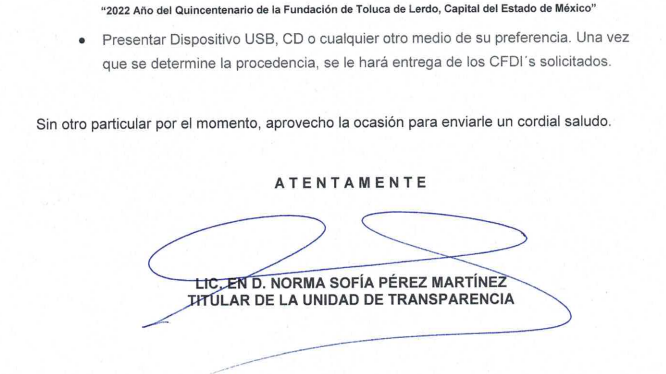 “2022 Año del Quincentenario de la Fundación de Toluca de Lerdo, Capital del Estado de México”
● Presentar Dispositivo USB, CD o cualquier otro medio de su preferencia. Una vez
que se determine la procedencia, se le hará entrega de los CFDI´s solicitados.
Sin otro particular por el momento, aprovecho la ocasión para enviarle un cordial saludo.
A T E N T A M E N T E
LIC. EN D. NORMA SOFÍA PÉREZ MARTÍNEZ
TITULAR DE LA UNIDAD DE TRANSPARENCIA